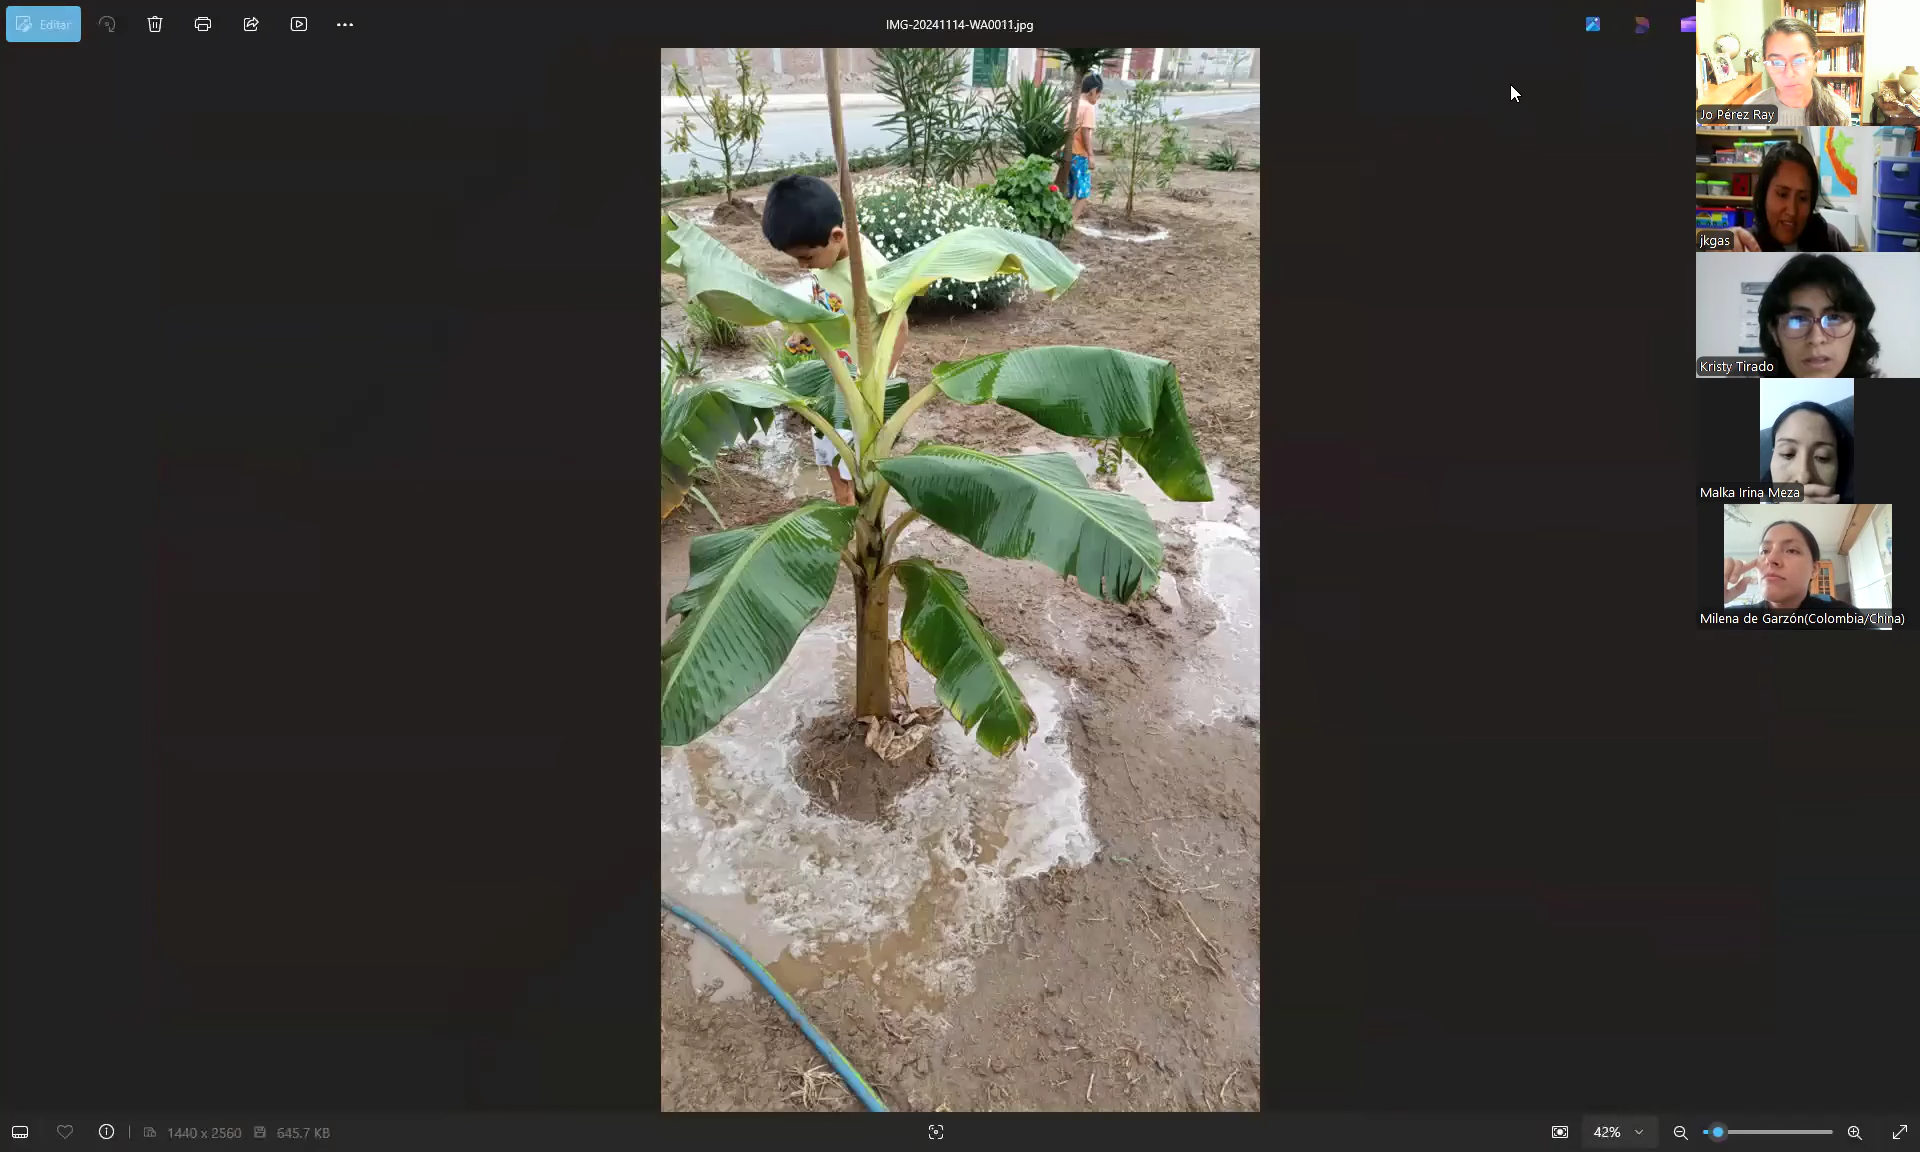 Editar
IMG-20241114-WA0011.jpg
Jo Pérez Ray
jkgas
Kristy Tirado
Malka Irina Meza
Milena de Garzón(Colombia/China)
1440 x 2560
645.7 KB
42%